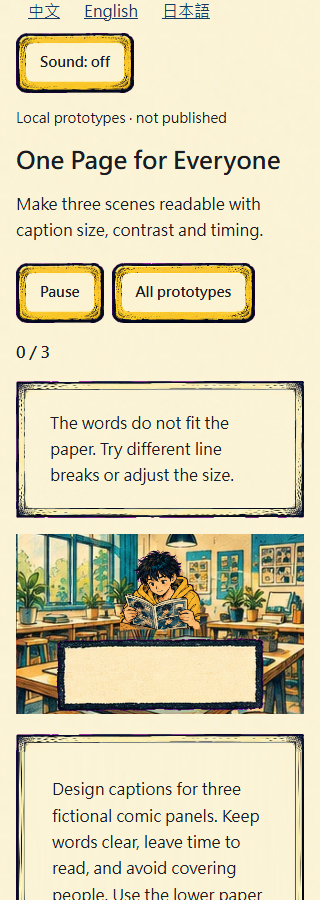 中文 English 日本語
Sound: off
Local prototypes · not published
One Page for Everyone
Make three scenes readable with
caption size, contrast and timing.
Pause All prototypes
0 / 3
The words do not fit the
paper. Try different line
breaks or adjust the size.
Design captions for three
fictional comic panels. Keep
words clear, leave time to
read, and avoid covering
people. Use the lower paper